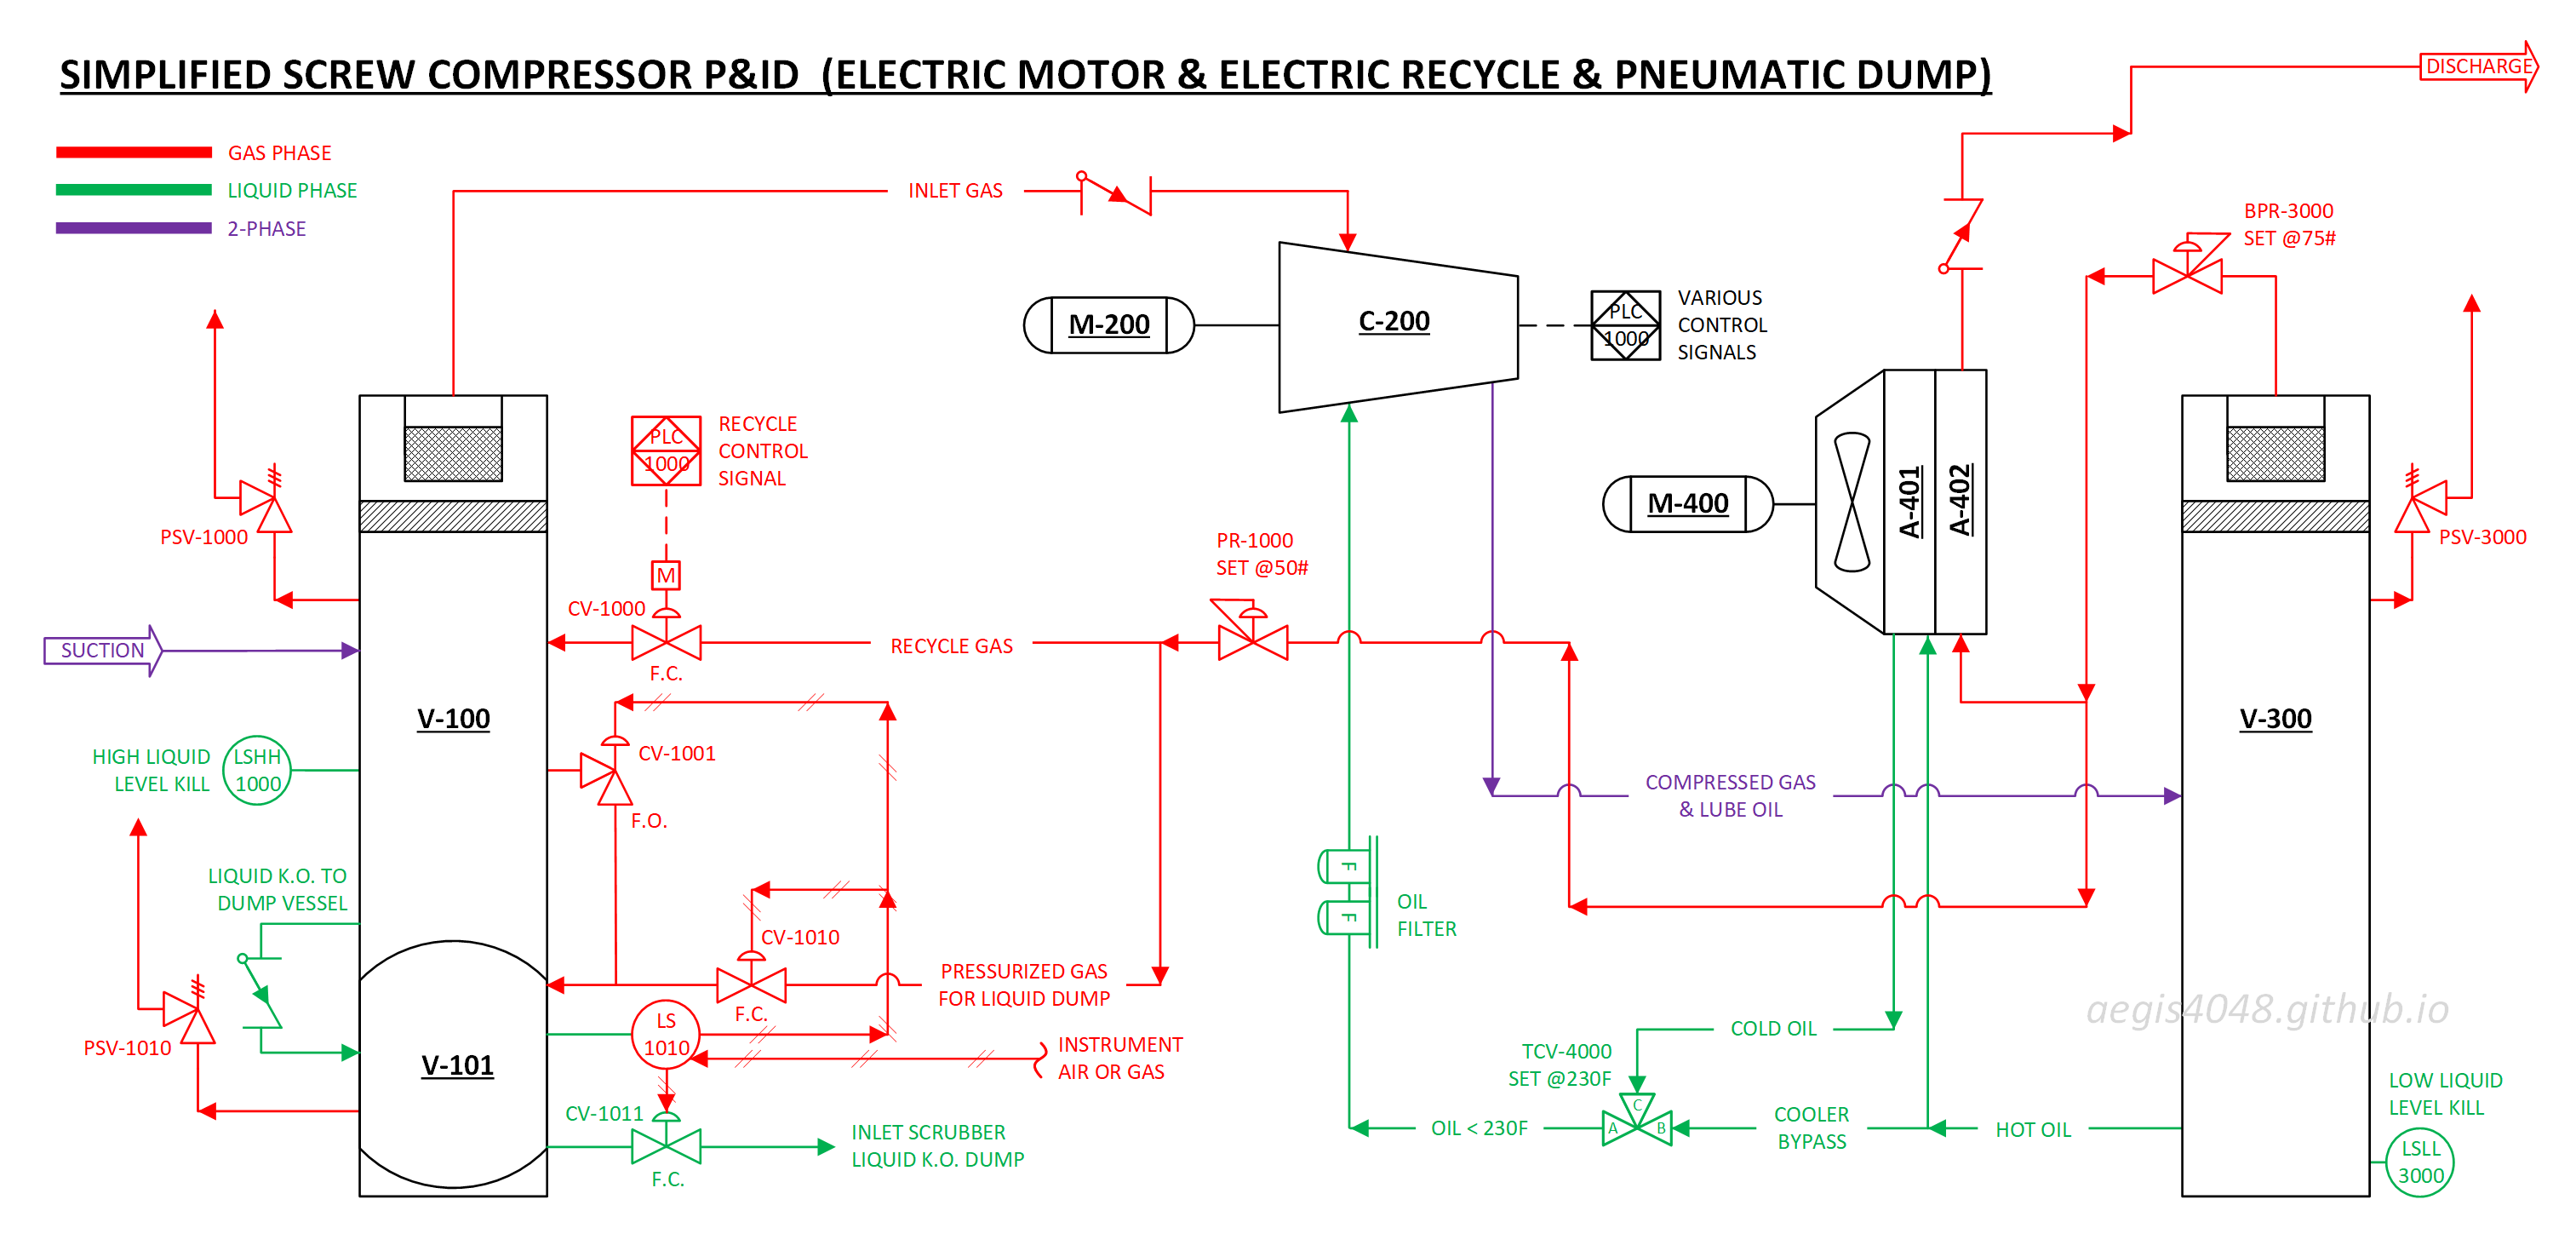 SIMPLIFIED SCREW COMPRESSOR P&ID (ELECTRIC MOTOR & ELECTRIC RECYCLE & PNEUMATIC DUMP)
DISCHARGE
GAS PHASE
LIQUID PHASE
2-PHASE
INLET GAS
BPR-3000
SET @75#
M-200
C-200
PLC
1000
VARIOUS
CONTROL
SIGNALS
PLC
1000
RECYCLE
CONTROL
SIGNAL
M-400
A-401
A-402
PSV-1000
PSV-3000
PR-1000
SET @50#
M
CV-1000
F.C.
RECYCLE GAS
SUCTION
V-100
V-300
HIGH LIQUID
LEVEL KILL
LSHH
1000
CV-1001
F.O.
COMPRESSED GAS
& LUBE OIL
LIQUID K.O. TO
DUMP VESSEL
F
F
OIL
FILTER
CV-1010
F.C.
PRESSURIZED GAS
FOR LIQUID DUMP
aegis4048.github.io
PSV-1010
V-101
LS
1010
INSTRUMENT
AIR OR GAS
COLD OIL
TCV-4000
SET @230F
C
A
B
OIL < 230F
COOLER
BYPASS
HOT OIL
LOW LIQUID
LEVEL KILL
LSLL
3000
CV-1011
F.C.
INLET SCRUBBER
LIQUID K.O. DUMP